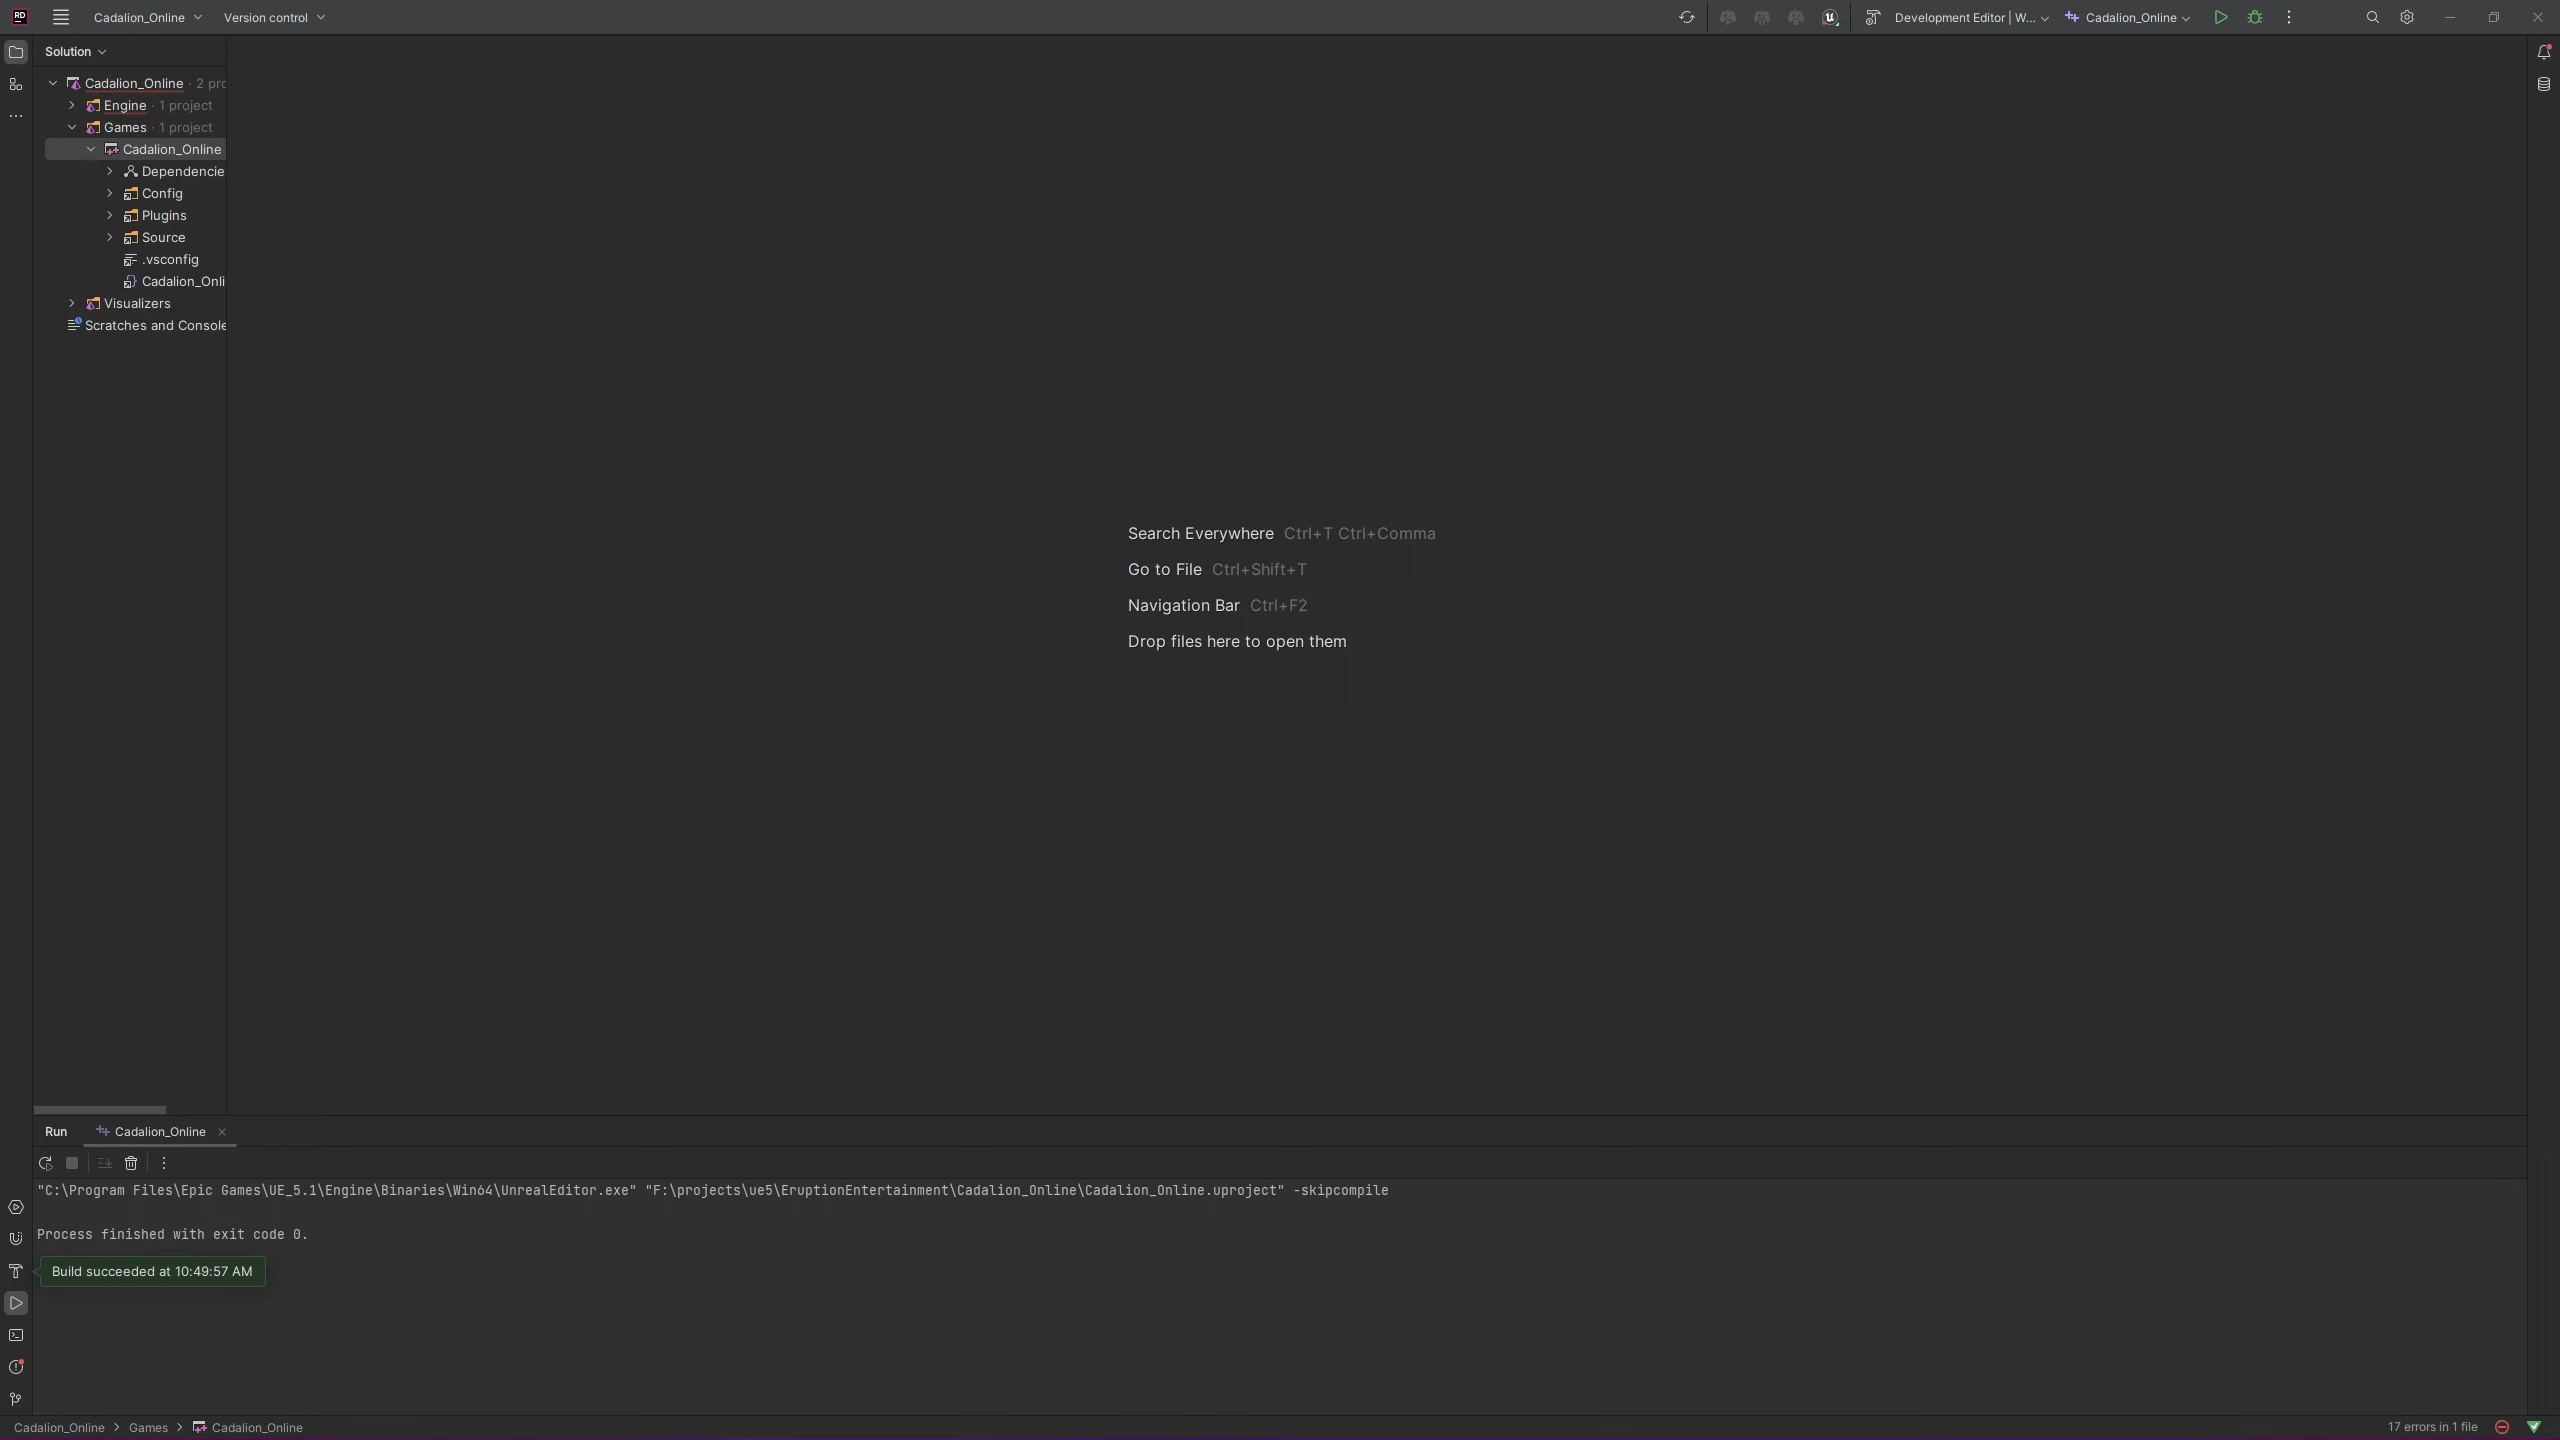 RD Cadalion_Online Version control Development Editor | W... Cadalion_Online
Solution
Cadalion_Online · 2 pro
Engine · 1 project
Games · 1 project
Cadalion_Online
Dependencie
Config
Plugins
Source
.vsconfig
Cadalion_Onli
Visualizers
Scratches and Console
Search Everywhere Ctrl+T Ctrl+Comma
Go to File Ctrl+Shift+T
Navigation Bar Ctrl+F2
Drop files here to open them
Run Cadalion_Online
"C:\Program Files\Epic Games\UE_5.1\Engine\Binaries\Win64\UnrealEditor.exe" "F:\projects\ue5\EruptionEntertainment\Cadalion_Online\Cadalion_Online.uproject" -skipcompile
Process finished with exit code 0.
Build succeeded at 10:49:57 AM
Cadalion_Online > Games > Cadalion_Online 17 errors in 1 file